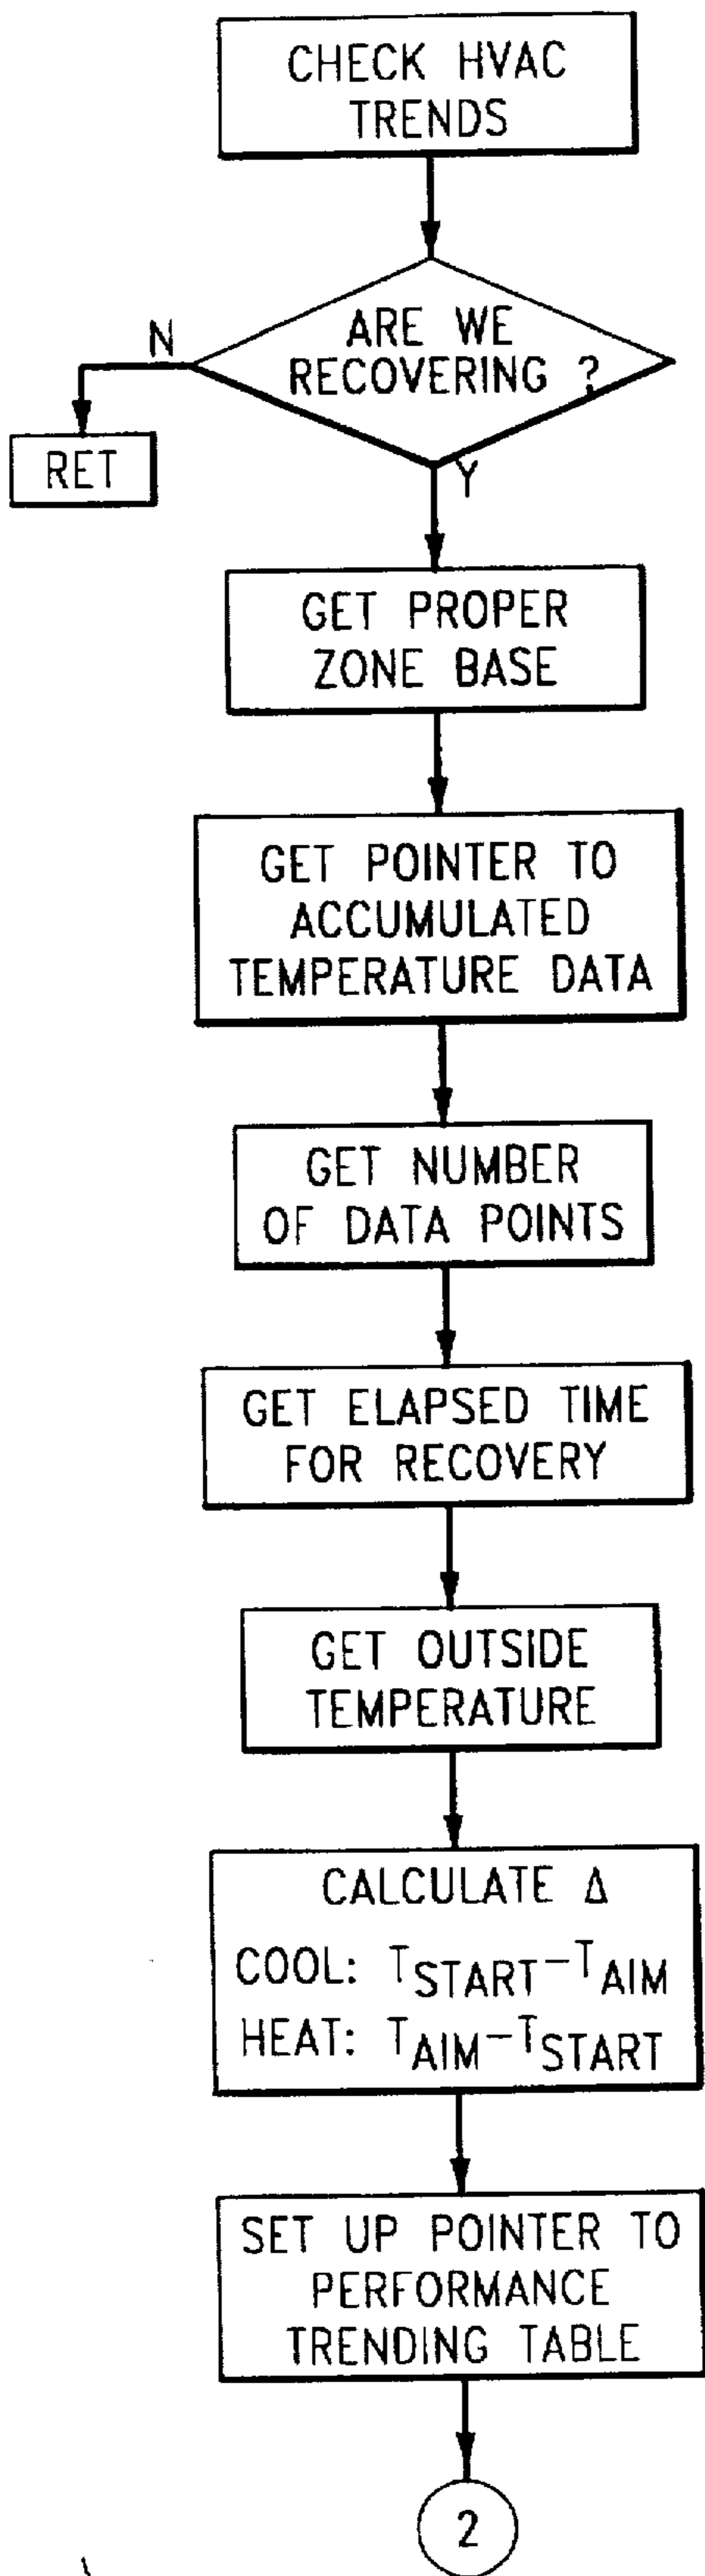 CHECK HVAC
TRENDS
ARE WE
RECOVERING ?
N
RET
Y
GET PROPER
ZONE BASE
GET POINTER TO
ACCUMULATED
TEMPERATURE DATA
GET NUMBER
OF DATA POINTS
GET ELAPSED TIME
FOR RECOVERY
GET OUTSIDE
TEMPERATURE
CALCULATE Δ
COOL: TSTART-TAIM
HEAT: TAIM-TSTART
SET UP POINTER TO
PERFORMANCE
TRENDING TABLE
2